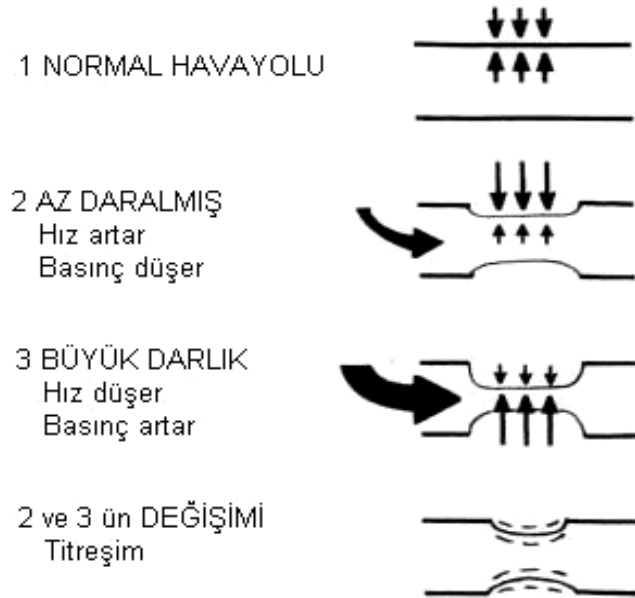 1 NORMAL HAVAYOLU
2 AZ DARALMIŞ
Hız artar
Basınç düşer
3 BÜYÜK DARLIK
Hız düşer
Basınç artar
2 ve 3 ün DEĞİŞİMİ
Titreşim